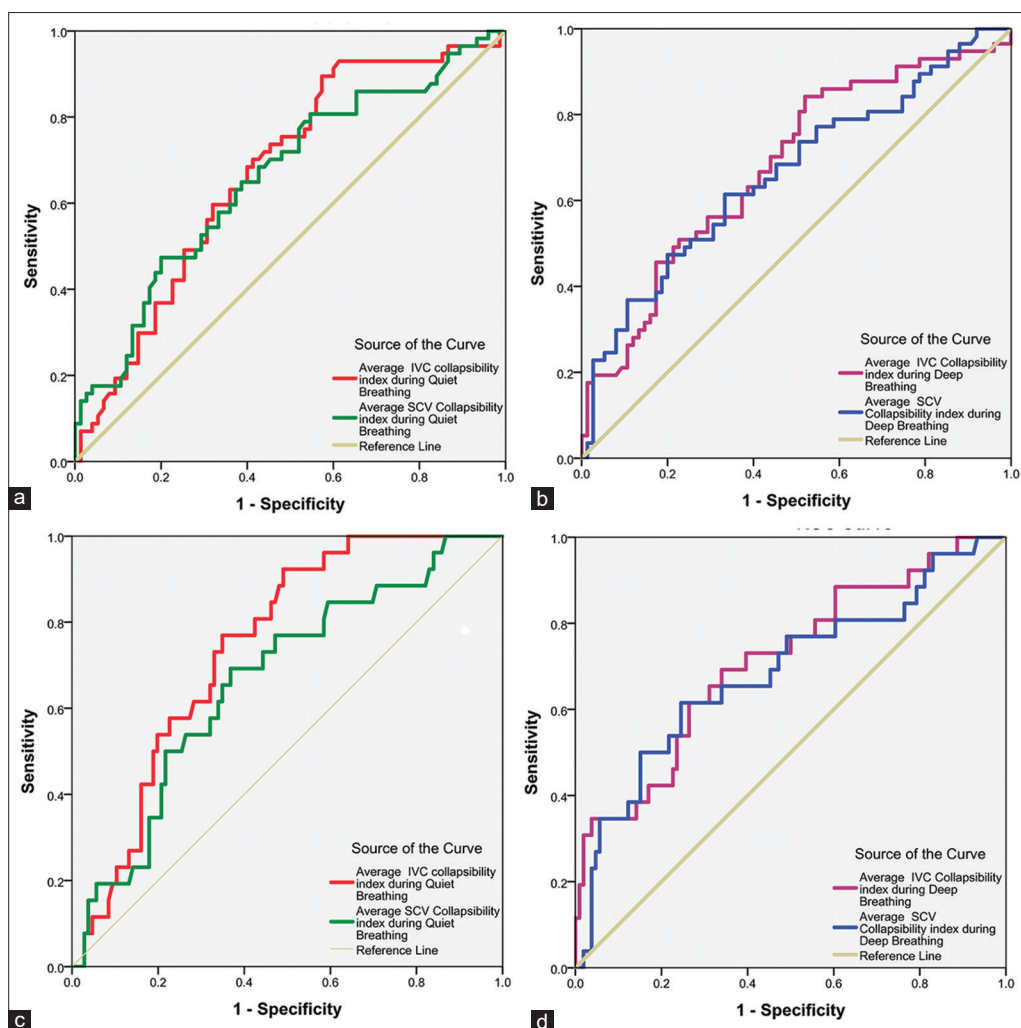 1.0
0.8
0.6
0.4
0.2
0.0
Sensitivity
0.0 0.2 0.4 0.6 0.8 1.0
1 - Specificity
Source of the Curve
Average IVC collapsibility
index during Quiet
Breathing
Average SCV Collapsibility
index during Quiet
Breathing
Reference Line
a
1.0
0.8
0.6
0.4
0.2
0.0
Sensitivity
0.0 0.2 0.4 0.6 0.8 1.0
1 - Specificity
Source of the Curve
Average IVC Collapsibility
index during Deep
Breathing
Average SCV
Collapsibility index during
Deep Breathing
Reference Line
b
1.0
0.8
0.6
0.4
0.2
0.0
Sensitivity
0.0 0.2 0.4 0.6 0.8 1.0
1 - Specificity
Source of the Curve
Average IVC collapsibility
index during Quiet
Breathing
Average SCV Collapsibility
index during Quiet
Breathing
Reference Line
c
1.0
0.8
0.6
0.4
0.2
0.0
Sensitivity
0.0 0.2 0.4 0.6 0.8 1.0
1 - Specificity
Source of the Curve
Average IVC Collapsibility
index during Deep
Breathing
Average SCV
Collapsibility index during
Deep Breathing
Reference Line
d